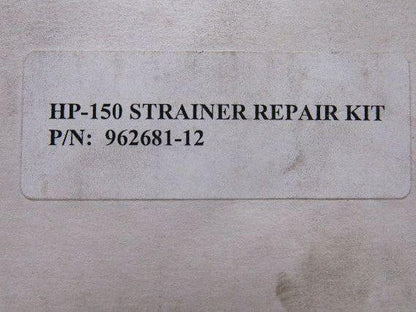 HP-150 STRAINER REPAIR KIT
P/N: 962681-12